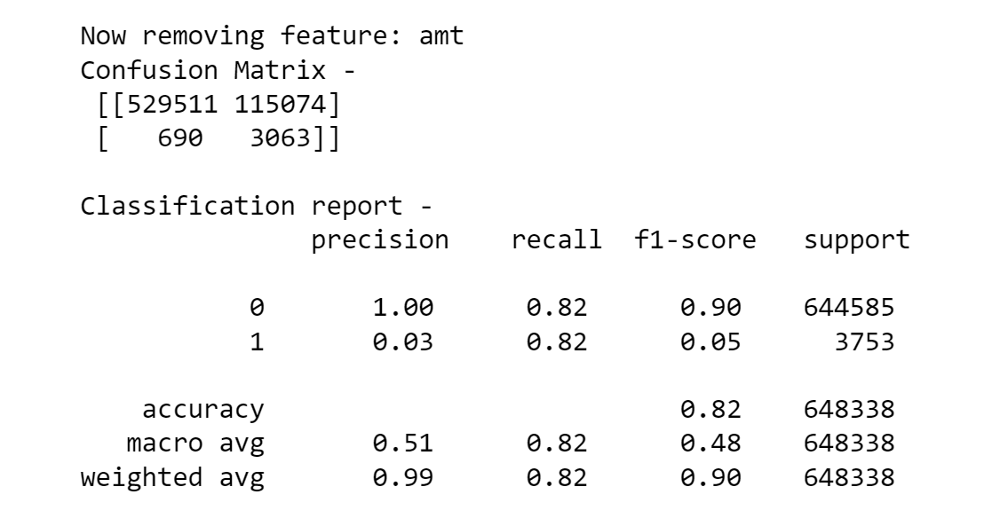 Now removing feature: amt
Confusion Matrix -
[[529511 115074]
[ 690 3063]]
Classification report -
precision recall f1-score support
0 1.00 0.82 0.90 644585
1 0.03 0.82 0.05 3753
accuracy 0.82 648338
macro avg 0.51 0.82 0.48 648338
weighted avg 0.99 0.82 0.90 648338